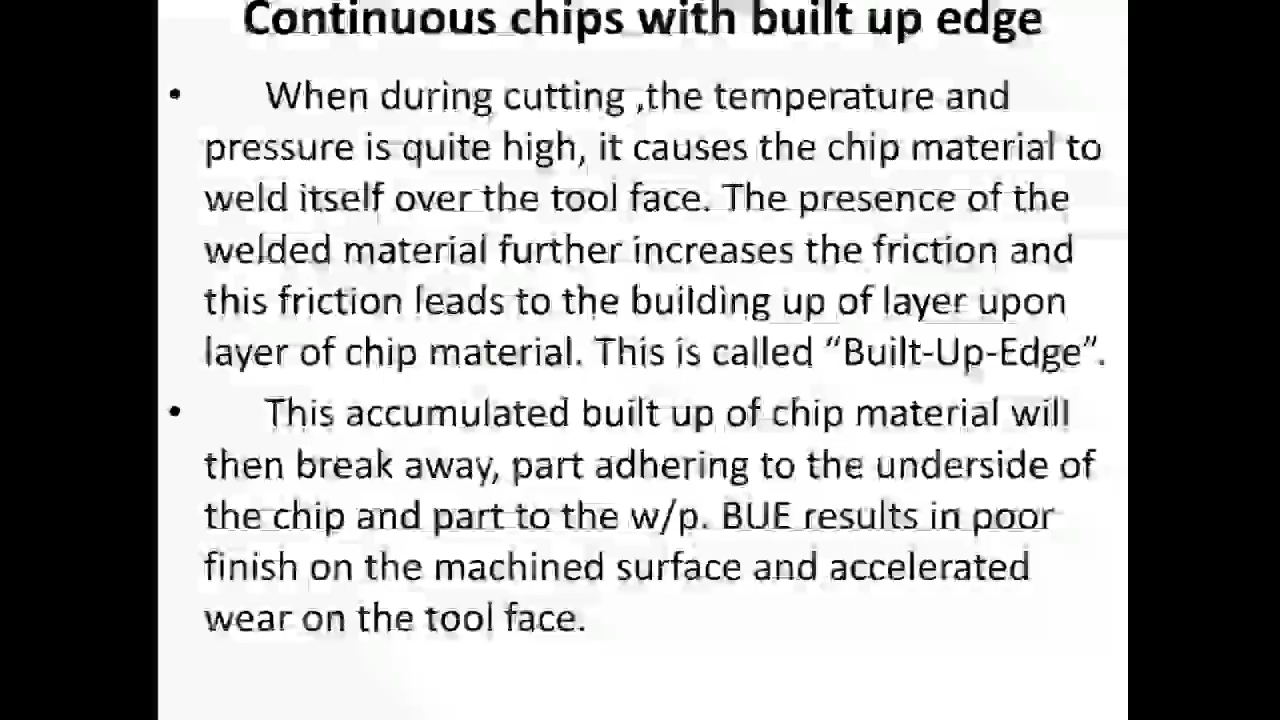 Continuous chips with built up edge
• When during cutting ,the temperature and
pressure is quite high, it causes the chip material to
weld itself over the tool face. The presence of the
welded material further increases the friction and
this friction leads to the building up of layer upon
layer of chip material. This is called “Built-Up-Edge”.
• This accumulated built up of chip material will
then break away, part adhering to the underside of
the chip and part to the w/p. BUE results in poor
finish on the machined surface and accelerated
wear on the tool face.